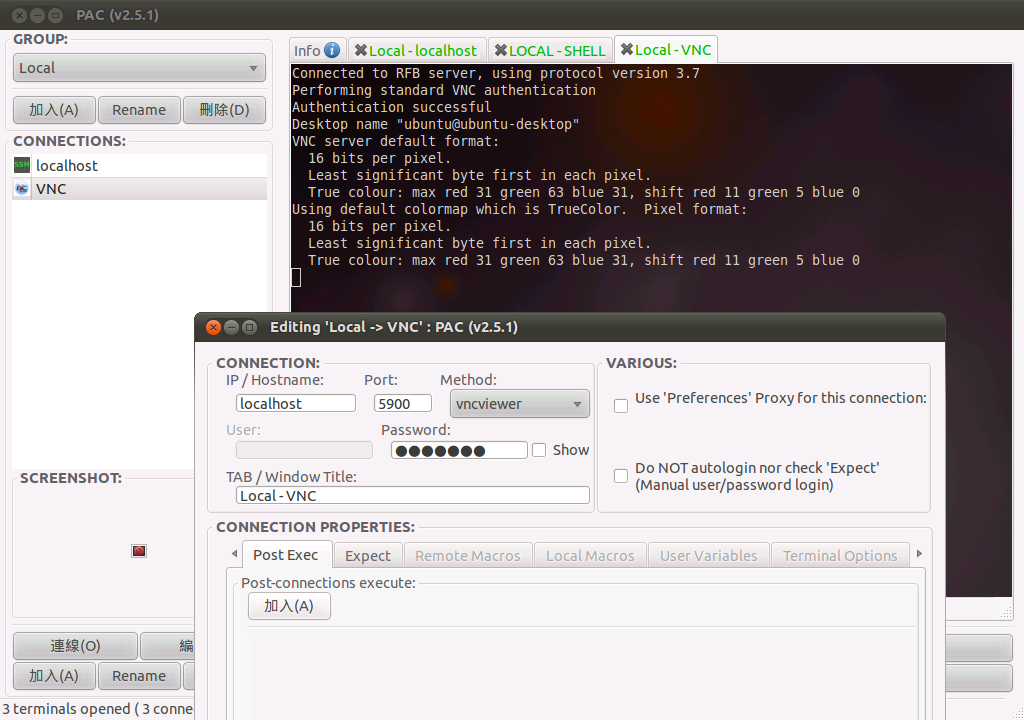 PAC (v2.5.1)
GROUP:
Local
加入(A) Rename 刪除(D)
CONNECTIONS:
SSH localhost
VNC
SCREENSHOT:
連線(O) 編
加入(A) Rename
3 terminals opened ( 3 conne
Info Local - localhost LOCAL - SHELL Local - VNC
Connected to RFB server, using protocol version 3.7
Performing standard VNC authentication
Authentication successful
Desktop name "ubuntu@ubuntu-desktop"
VNC server default format:
16 bits per pixel.
Least significant byte first in each pixel.
True colour: max red 31 green 63 blue 31, shift red 11 green 5 blue 0
Using default colormap which is TrueColor. Pixel format:
16 bits per pixel.
Least significant byte first in each pixel.
True colour: max red 31 green 63 blue 31, shift red 11 green 5 blue 0
Editing 'Local -> VNC' : PAC (v2.5.1)
CONNECTION:
IP / Hostname: Port: Method:
localhost 5900 vncviewer
User: Password:
●●●●●●● Show
TAB / Window Title:
Local - VNC
VARIOUS:
Use 'Preferences' Proxy for this connection:
Do NOT autologin nor check 'Expect'
(Manual user/password login)
CONNECTION PROPERTIES:
Post Exec Expect Remote Macros Local Macros User Variables Terminal Options
Post-connections execute:
加入(A)